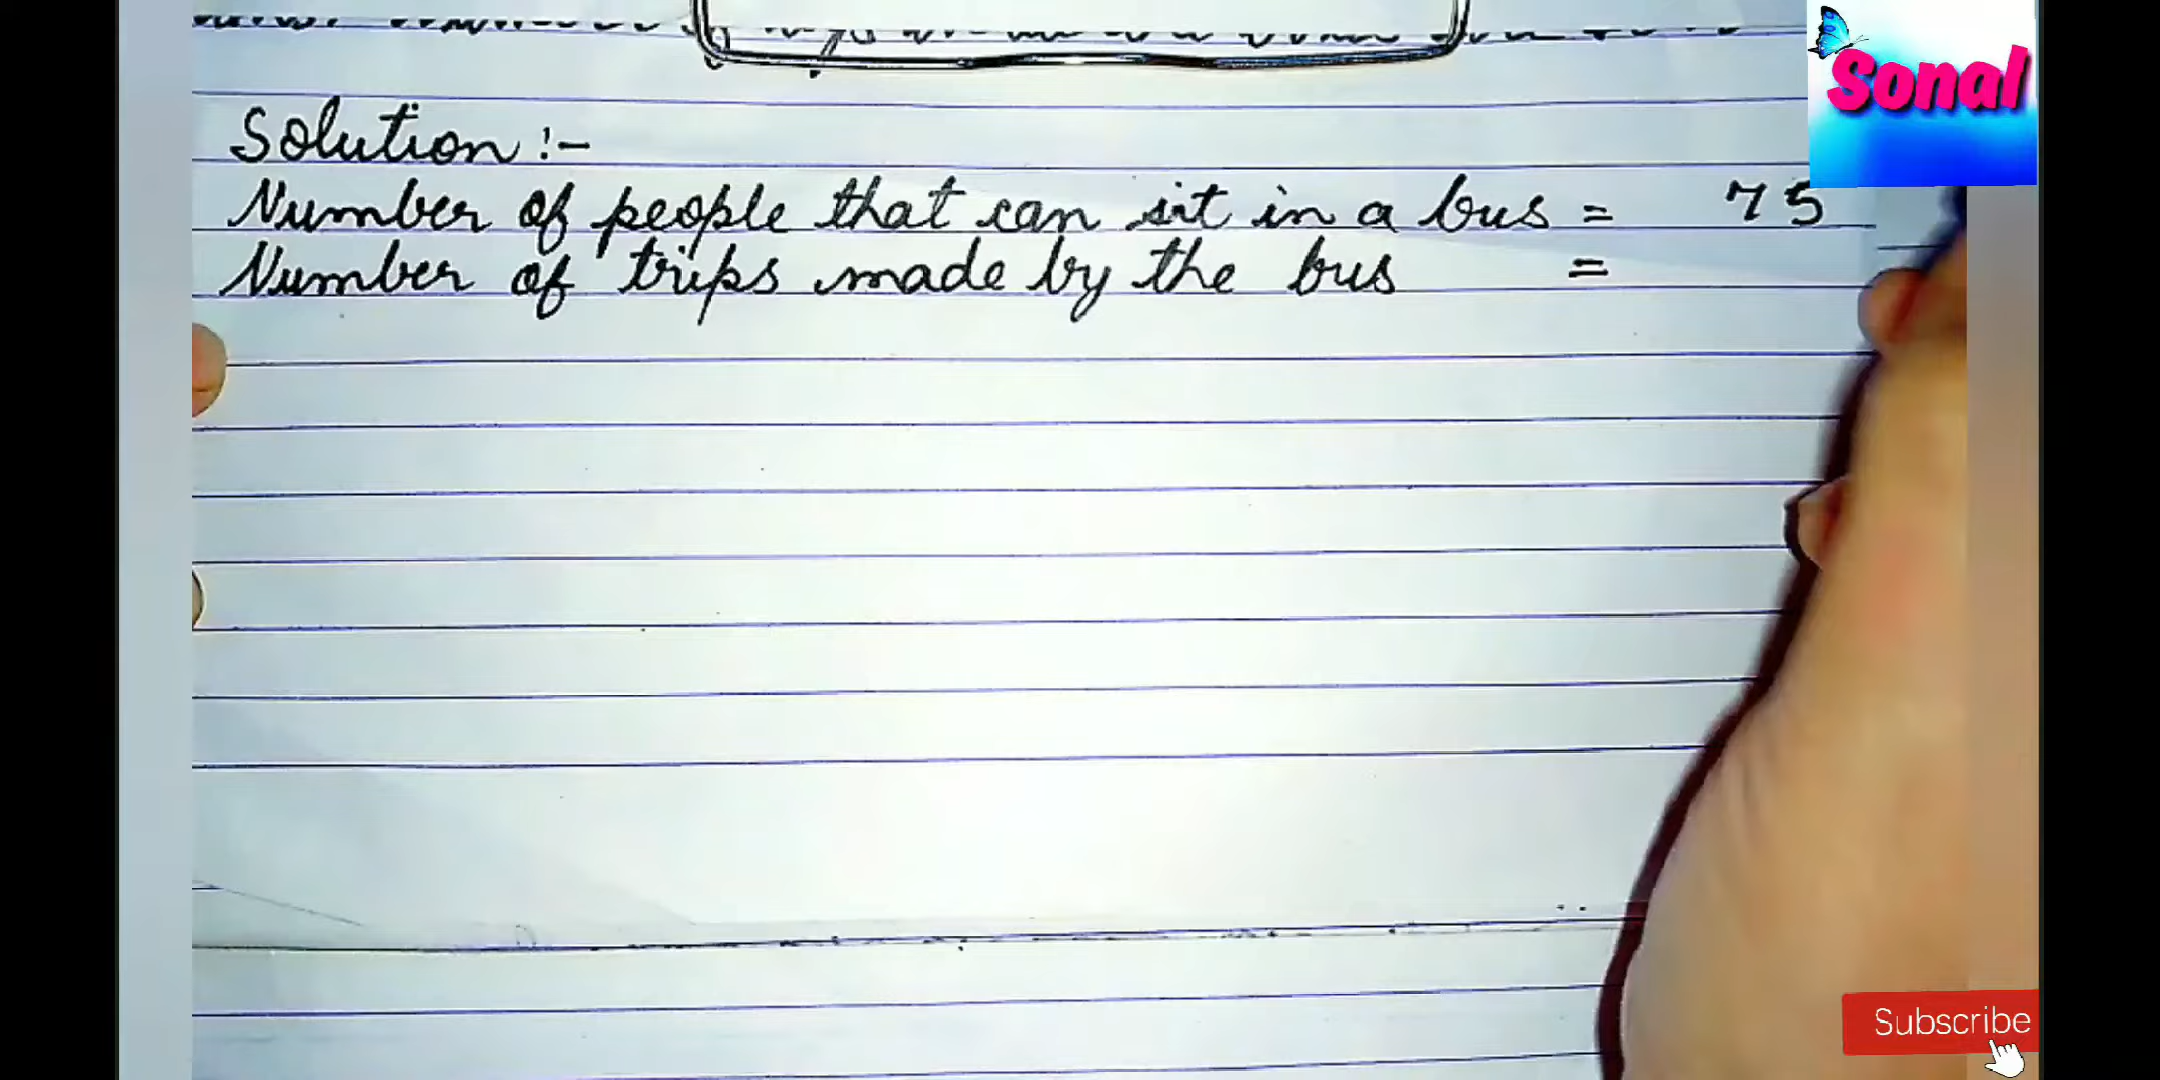 Sonal
Solution :-
Number of people that can sit in a bus = 75
Number of trips made by the bus =
Subscribe